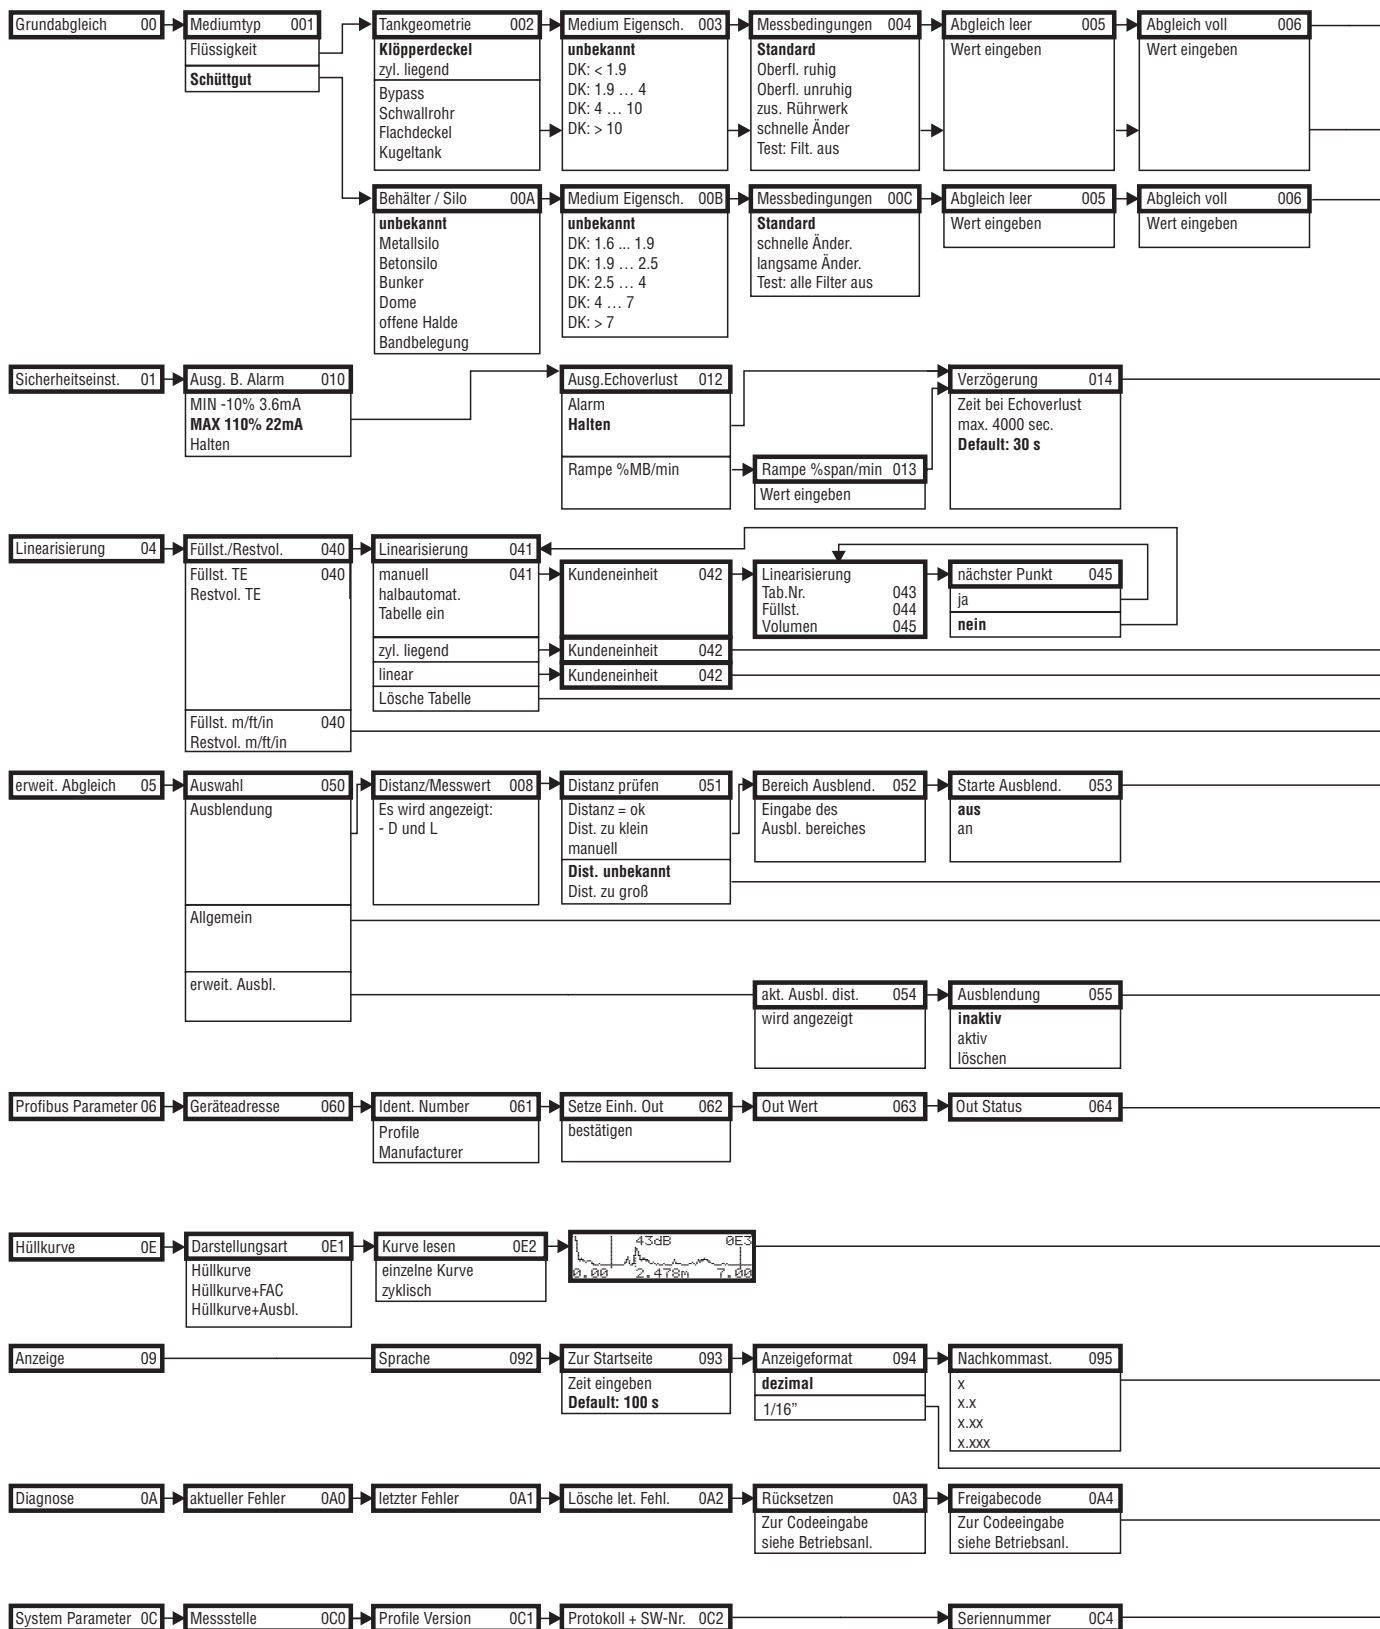 Grundabgleich 00
Mediumtyp 001
Flüssigkeit
Schüttgut
Tankgeometrie 002
Klöpperdeckel
zyl. liegend
Bypass
Schwallrohr
Flachdeckel
Kugeltank
Medium Eigensch. 003
unbekannt
DK: < 1.9
DK: 1.9 … 4
DK: 4 … 10
DK: > 10
Messbedingungen 004
Standard
Oberfl. ruhig
Oberfl. unruhig
zus. Rührwerk
schnelle Änder
Test: Filt. aus
Abgleich leer 005
Wert eingeben
Abgleich voll 006
Wert eingeben
Behälter / Silo 00A
unbekannt
Metallsilo
Betonsilo
Bunker
Dome
offene Halde
Bandbelegung
Medium Eigensch. 00B
unbekannt
DK: 1.6 ... 1.9
DK: 1.9 … 2.5
DK: 2.5 … 4
DK: 4 … 7
DK: > 7
Messbedingungen 00C
Standard
schnelle Änder.
langsame Änder.
Test: alle Filter aus
Abgleich leer 005
Wert eingeben
Abgleich voll 006
Wert eingeben
Sicherheitseinst. 01
Ausg. B. Alarm 010
MIN -10% 3.6mA
MAX 110% 22mA
Halten
Ausg.Echoverlust 012
Alarm
Halten
Rampe %MB/min
Rampe %span/min 013
Wert eingeben
Verzögerung 014
Zeit bei Echoverlust
max. 4000 sec.
Default: 30 s
Linearisierung 04
Füllst./Restvol. 040
Füllst. TE 040
Restvol. TE
Füllst. m/ft/in 040
Restvol. m/ft/in
Linearisierung 041
manuell 041
halbautomat.
Tabelle ein
zyl. liegend
linear
Lösche Tabelle
Kundeneinheit 042
Kundeneinheit 042
Kundeneinheit 042
Linearisierung
Tab.Nr. 043
Füllst. 044
Volumen 045
nächster Punkt 045
ja
nein
erweit. Abgleich 05
Auswahl 050
Ausblendung
Allgemein
erweit. Ausbl.
Distanz/Messwert 008
Es wird angezeigt:
- D und L
Distanz prüfen 051
Distanz = ok
Dist. zu klein
manuell
Dist. unbekannt
Dist. zu groß
Bereich Ausblend. 052
Eingabe des
Ausbl. bereiches
Starte Ausblend. 053
aus
an
akt. Ausbl. dist. 054
wird angezeigt
Ausblendung 055
inaktiv
aktiv
löschen
Profibus Parameter 06
Geräteadresse 060
Ident. Number 061
Profile
Manufacturer
Setze Einh. Out 062
bestätigen
Out Wert 063
Out Status 064
Hüllkurve 0E
Darstellungsart 0E1
Hüllkurve
Hüllkurve+FAC
Hüllkurve+Ausbl.
Kurve lesen 0E2
einzelne Kurve
zyklisch
43dB 0E3
0.00 2.478m 7.00
Anzeige 09
Sprache 092
Zur Startseite 093
Zeit eingeben
Default: 100 s
Anzeigeformat 094
dezimal
1/16”
Nachkommast. 095
x
x.x
x.xx
x.xxx
Diagnose 0A
aktueller Fehler 0A0
letzter Fehler 0A1
Lösche let. Fehl. 0A2
Rücksetzen 0A3
Zur Codeeingabe
siehe Betriebsanl.
Freigabecode 0A4
Zur Codeeingabe
siehe Betriebsanl.
System Parameter 0C
Messstelle 0C0
Profile Version 0C1
Protokoll + SW-Nr. 0C2
Seriennummer 0C4